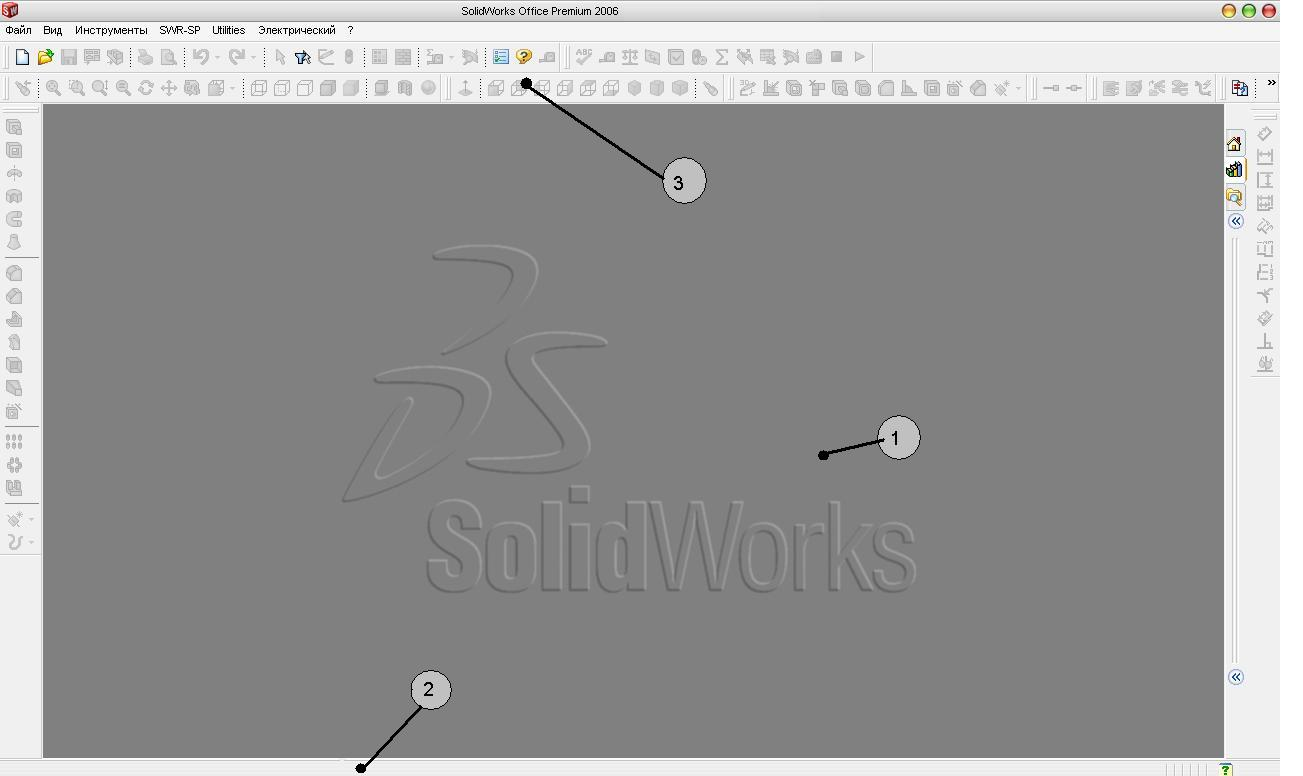 SolidWorks Office Premium 2006
Файл Вид Инструменты SWR-SP Utilities Электрический ?
3
1
SolidWorks
2